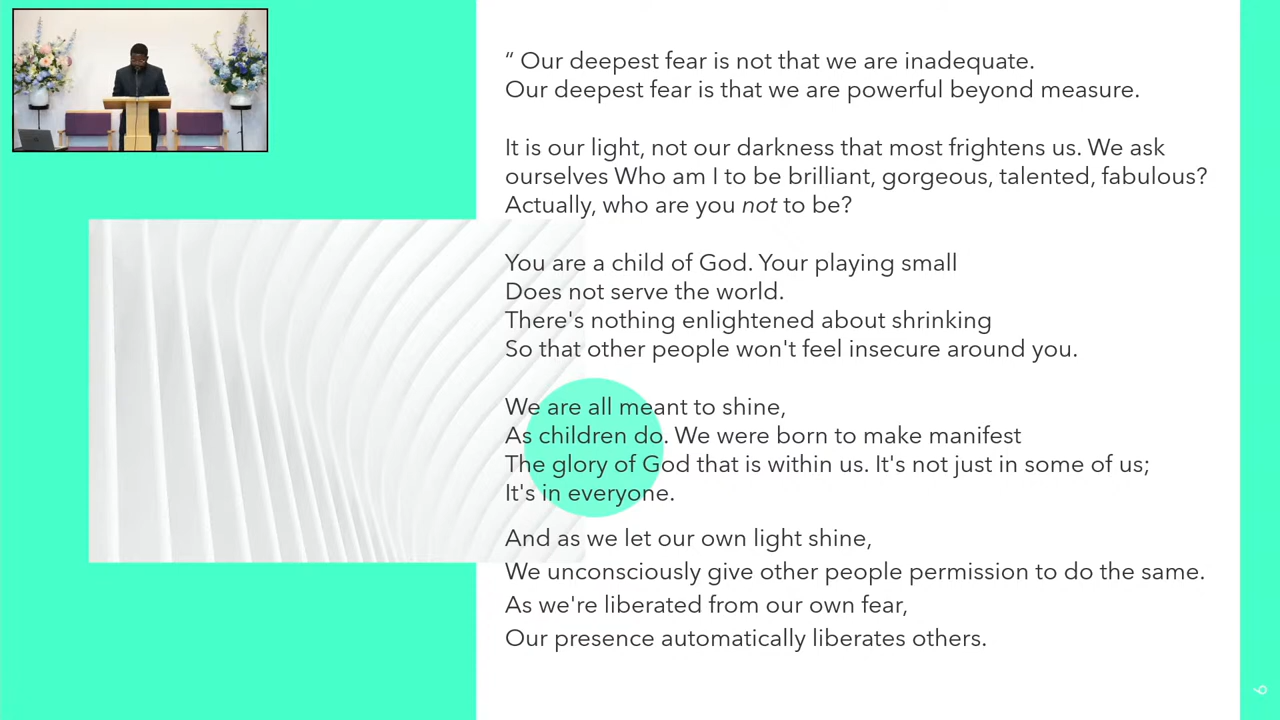 “ Our deepest fear is not that we are inadequate.
Our deepest fear is that we are powerful beyond measure.
It is our light, not our darkness that most frightens us. We ask
ourselves Who am I to be brilliant, gorgeous, talented, fabulous?
Actually, who are you not to be?
You are a child of God. Your playing small
Does not serve the world.
There's nothing enlightened about shrinking
So that other people won't feel insecure around you.
We are all meant to shine,
As children do. We were born to make manifest
The glory of God that is within us. It's not just in some of us;
It's in everyone.
And as we let our own light shine,
We unconsciously give other people permission to do the same.
As we're liberated from our own fear,
Our presence automatically liberates others.
9